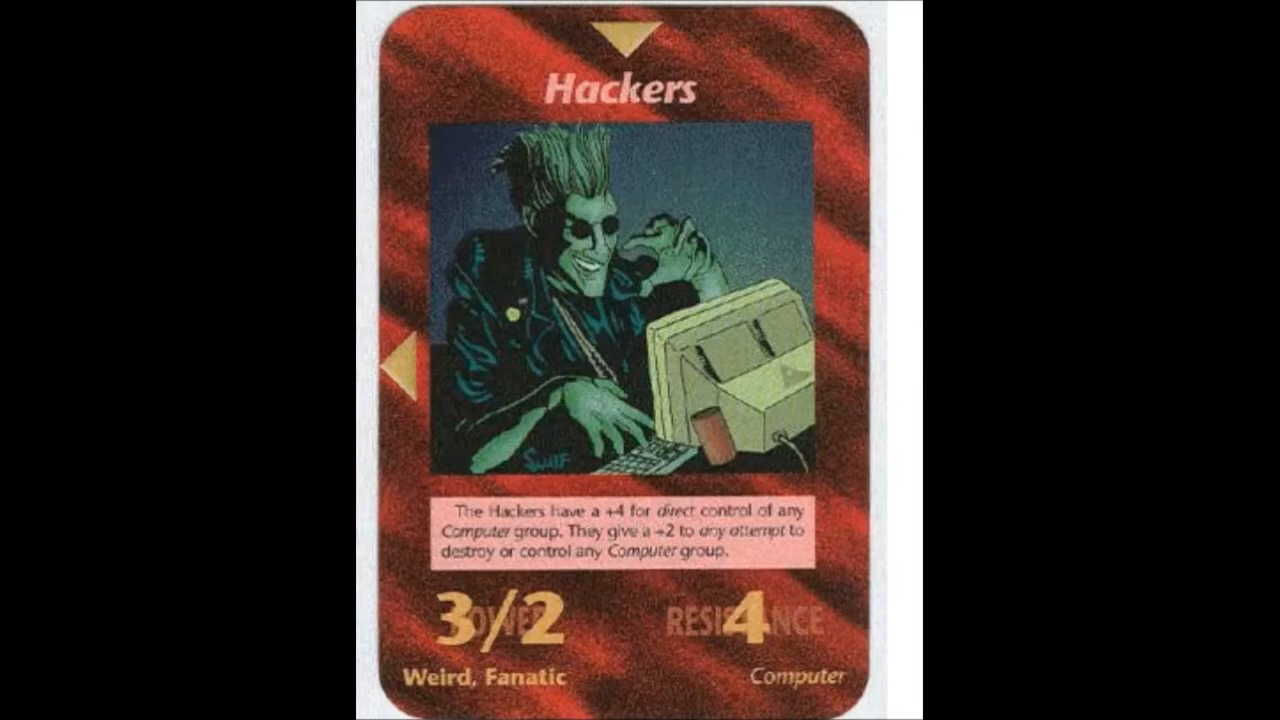 Hackers
SWIFF
The Hackers have a +4 for direct control of any
Computer group. They give a +2 to any attempt to
destroy or control any Computer group.
POWER
3/2
RESISTANCE
4
Weird, Fanatic
Computer